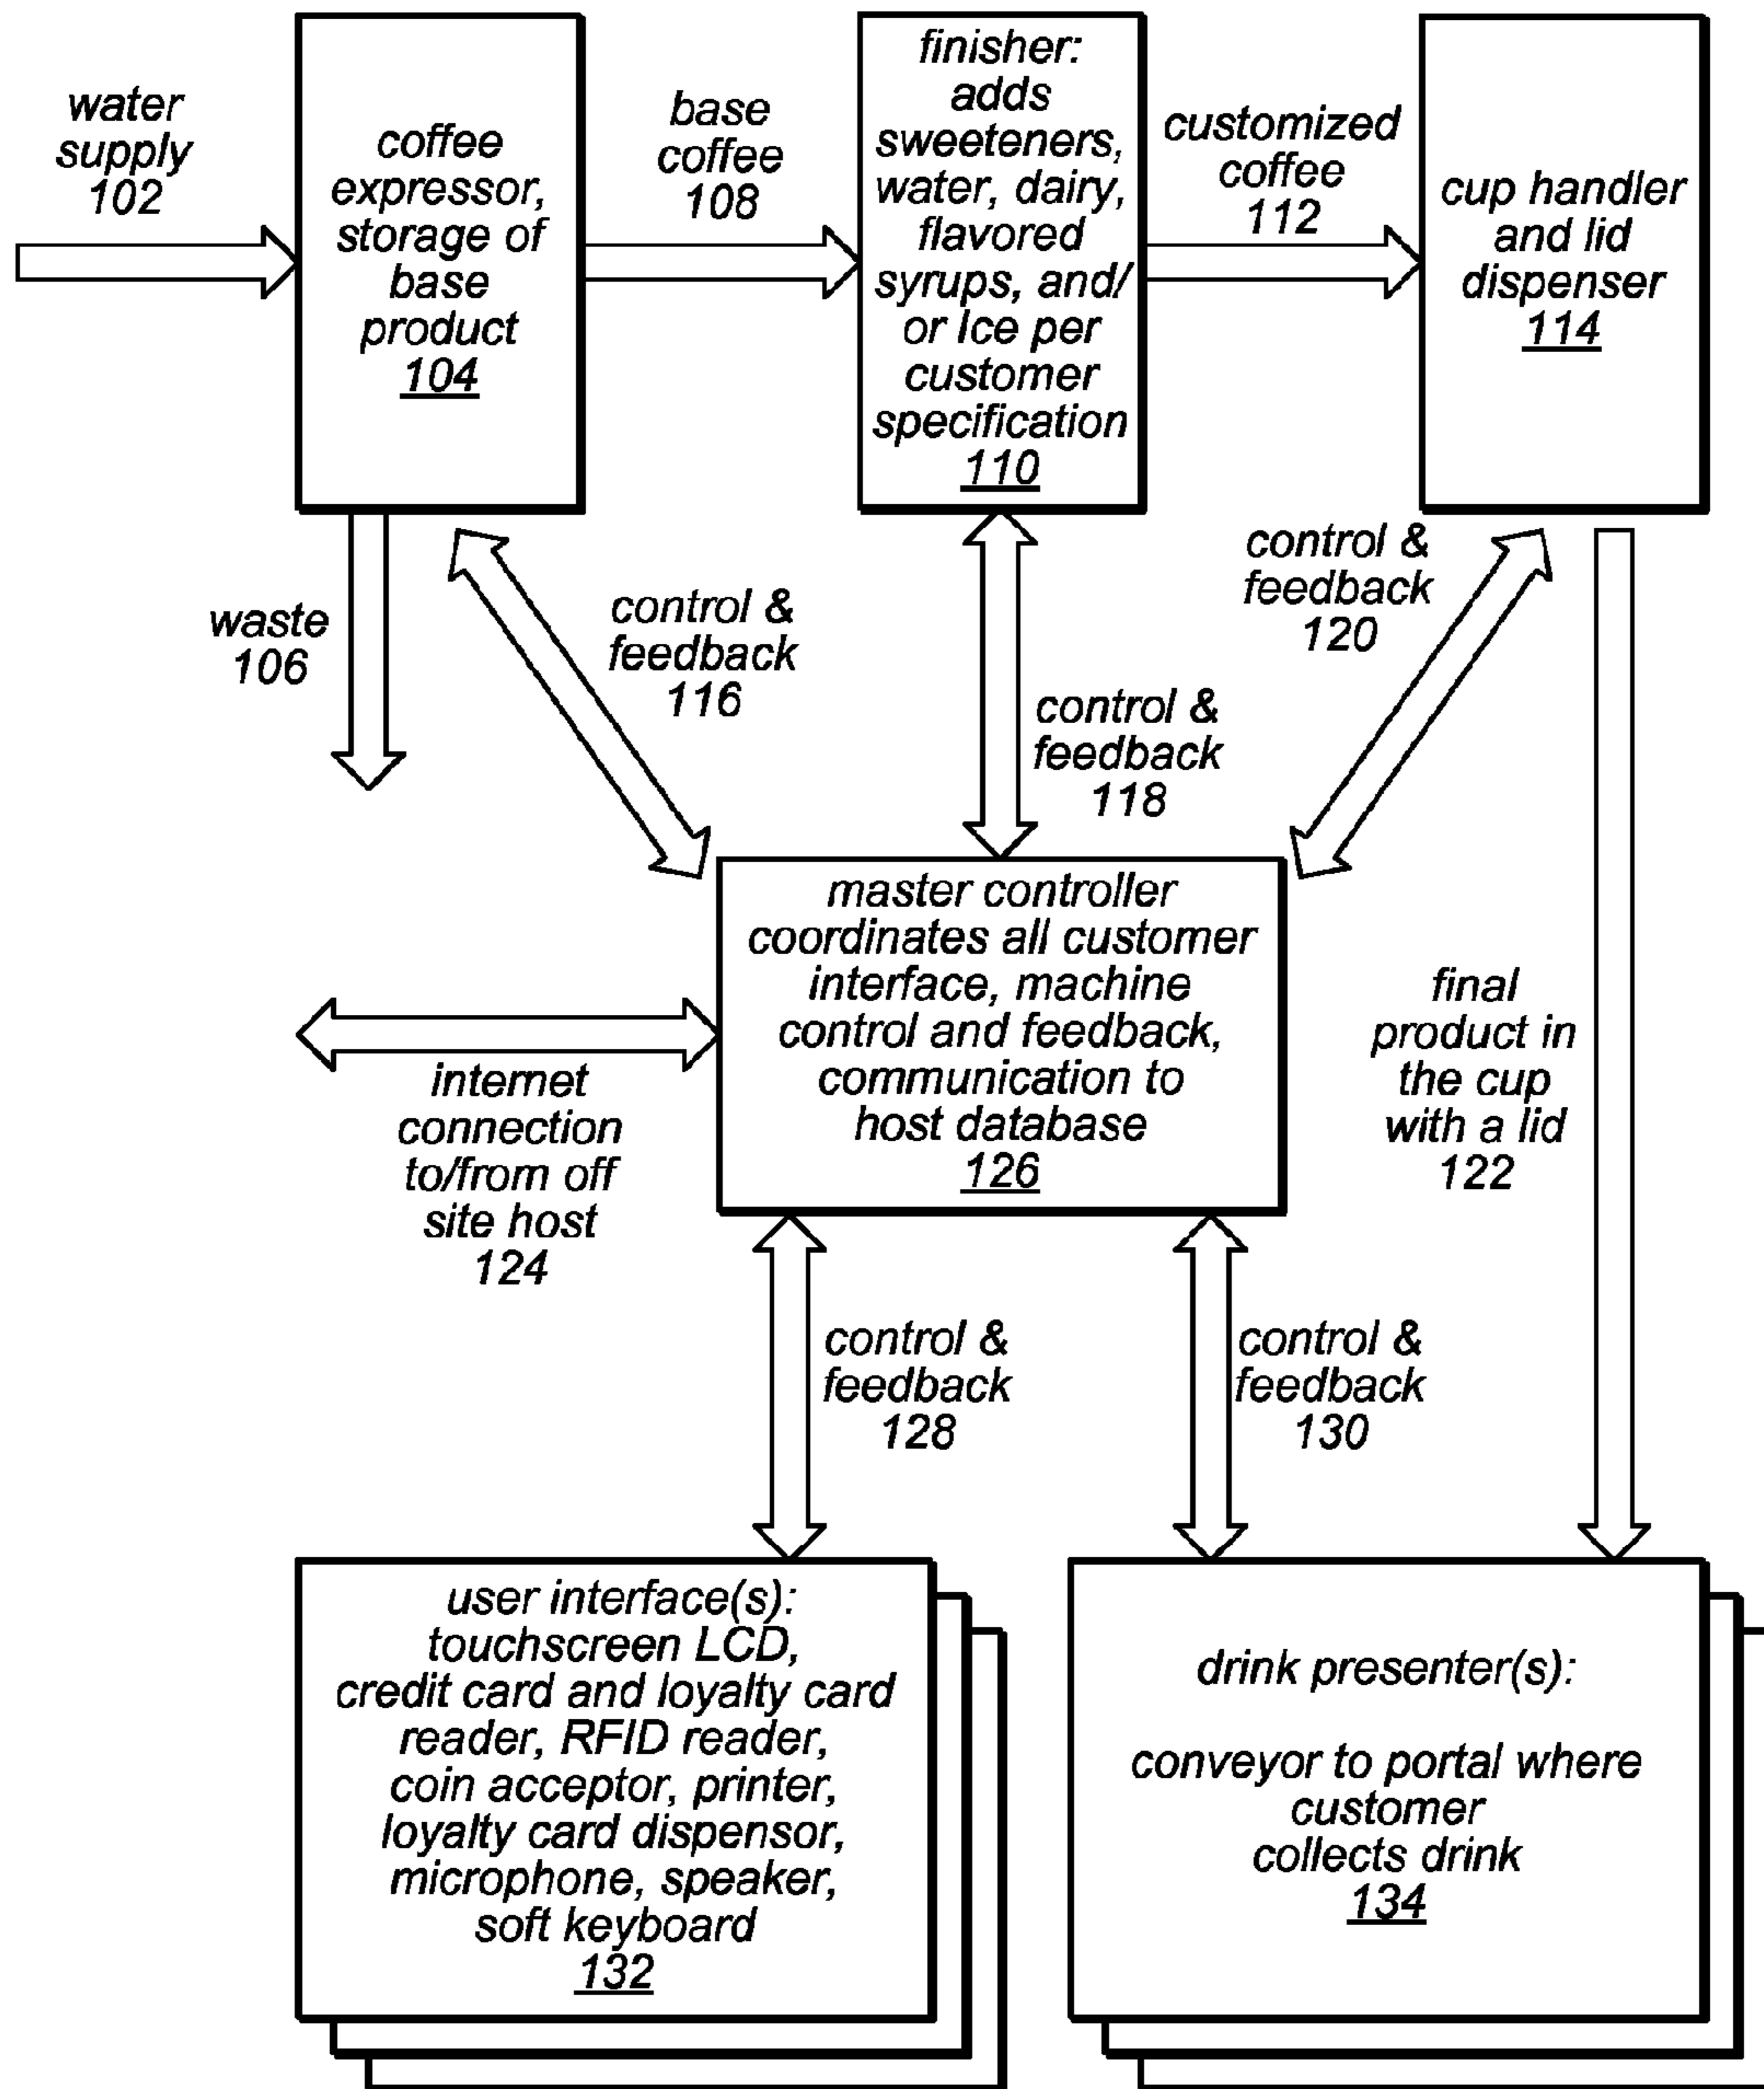 water
supply
102
coffee
expressor,
storage of
base
product
104
base
coffee
108
finisher:
adds
sweeteners,
water, dairy,
flavored
syrups, and/
or Ice per
customer
specification
110
customized
coffee
112
cup handler
and lid
dispenser
114
waste
106
control &
feedback
116
control &
feedback
118
control &
feedback
120
master controller
coordinates all customer
interface, machine
control and feedback,
communication to
host database
126
internet
connection
to/from off
site host
124
final
product in
the cup
with a lid
122
control &
feedback
128
control &
feedback
130
user interface(s):
touchscreen LCD,
credit card and loyalty card
reader, RFID reader,
coin acceptor, printer,
loyalty card dispensor,
microphone, speaker,
soft keyboard
132
drink presenter(s):
conveyor to portal where
customer
collects drink
134